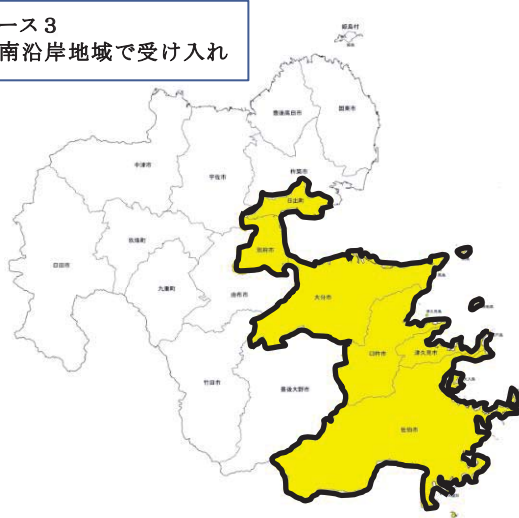 ース３
南沿岸地域で受け入れ
姫島村
豊後高田市
国東市
中津市
宇佐市
杵築市
日出町
別府市
玖珠町
日田市
九重町
由布市
大分市
臼杵市
津久見市
竹田市
豊後大野市
佐伯市